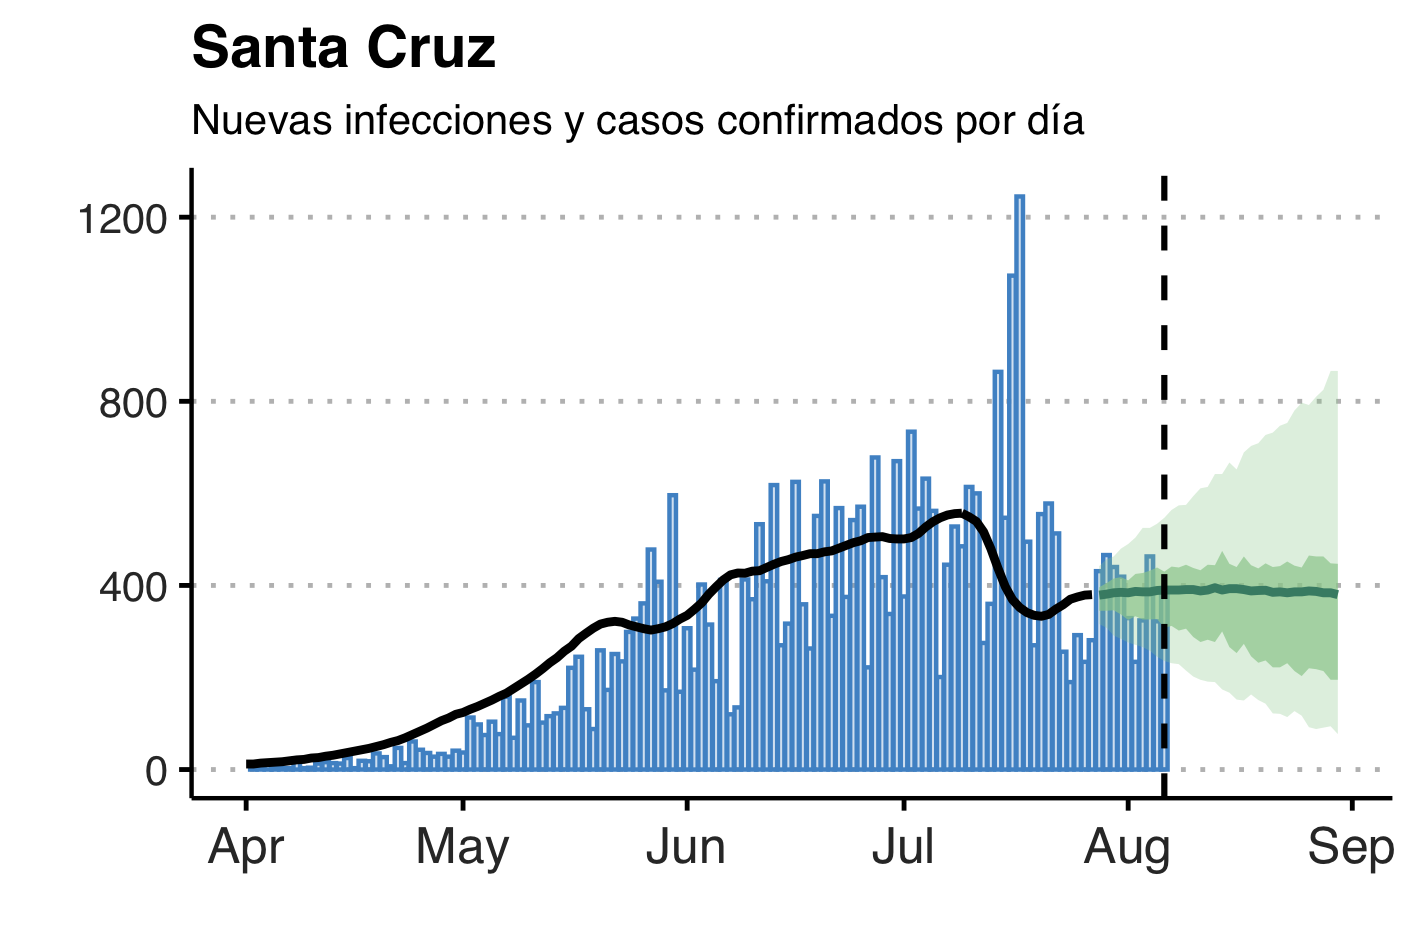 Santa Cruz
Nuevas infecciones y casos confirmados por día
1200
800
400
0
Apr May Jun Jul Aug Sep